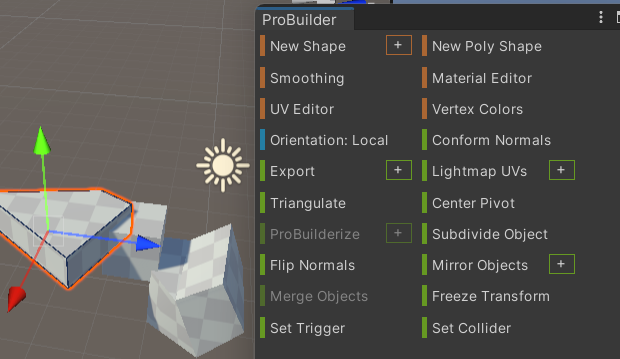 ProBuilder
New Shape + New Poly Shape
Smoothing Material Editor
UV Editor Vertex Colors
Orientation: Local Conform Normals
Export + Lightmap UVs +
Triangulate Center Pivot
ProBuilderize + Subdivide Object
Flip Normals Mirror Objects +
Merge Objects Freeze Transform
Set Trigger Set Collider